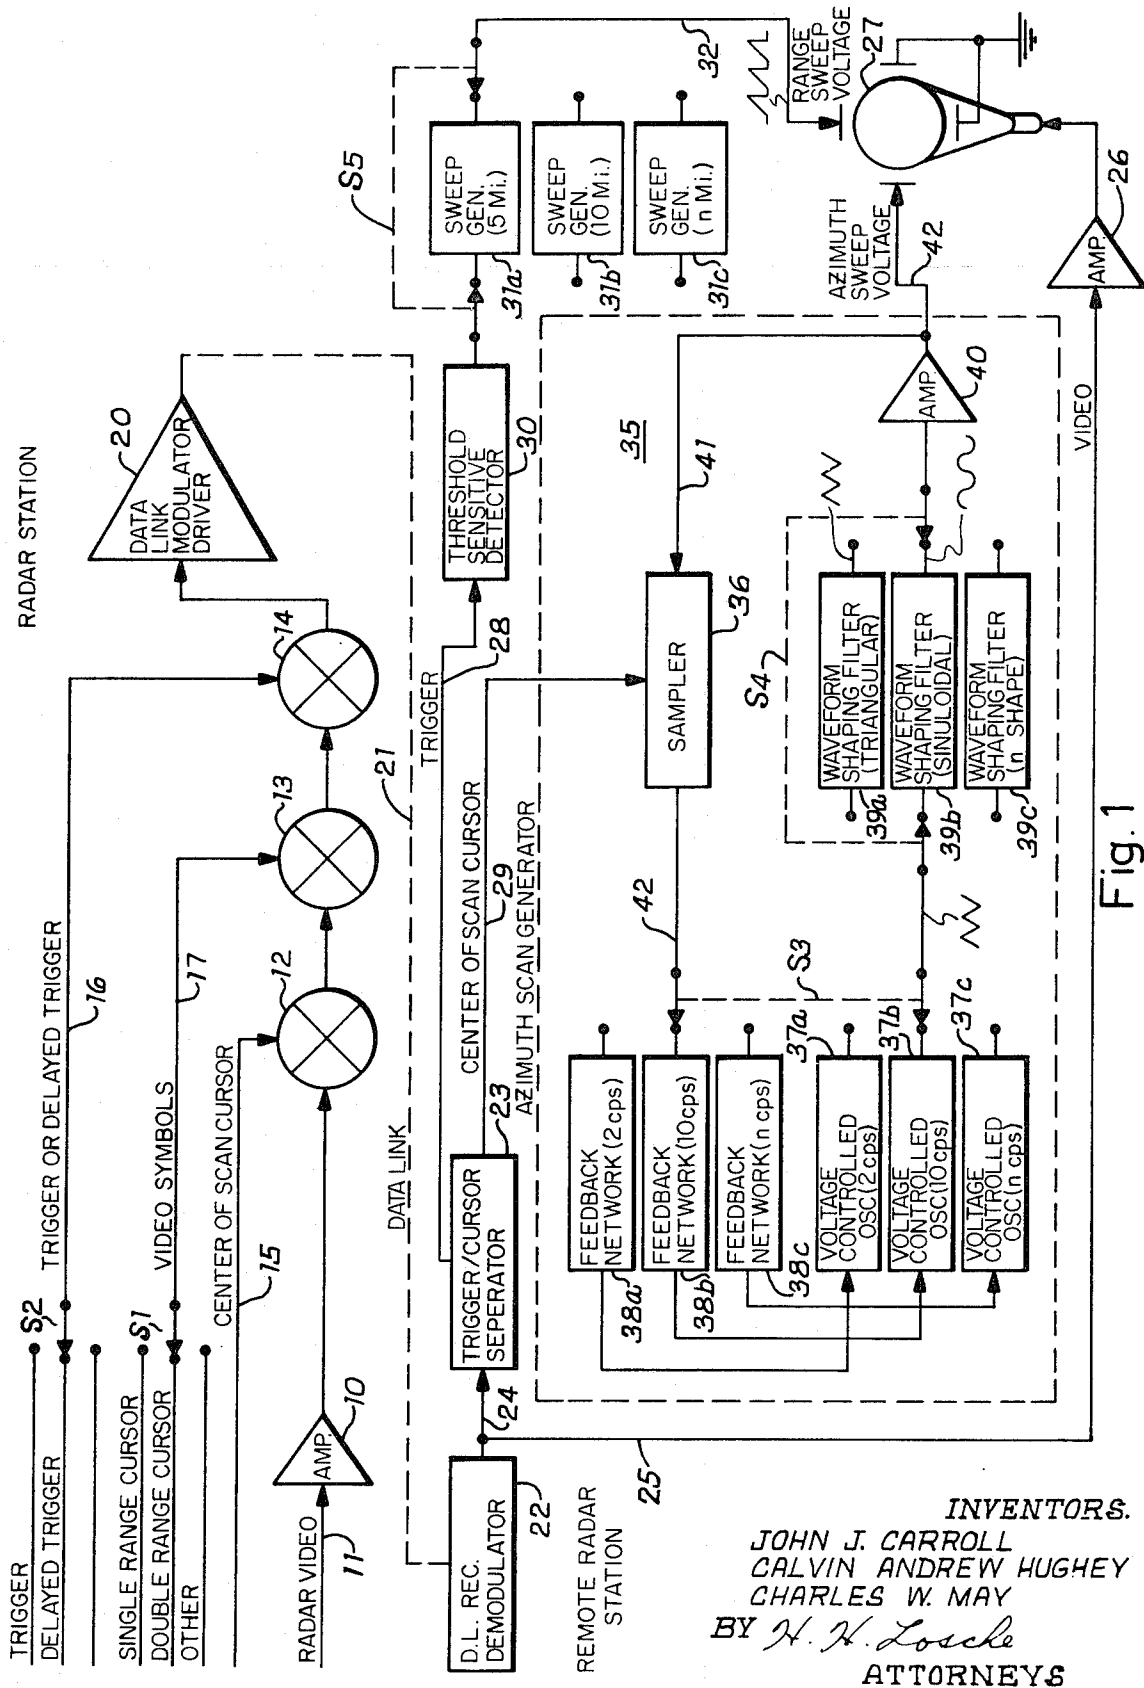 RADAR STATION
TRIGGER
DELAYED TRIGGER
S2
TRIGGER OR DELAYED TRIGGER
16
SINGLE RANGE CURSOR
DOUBLE RANGE CURSOR
OTHER
S1
VIDEO SYMBOLS
17
CENTER OF SCAN CURSOR
15
RADAR VIDEO
11
AMP.
10
12
13
14
DATA
LINK
MODULATOR
DRIVER
20
DATA LINK
21
D.L. REC.
DEMODULATOR
22
REMOTE RADAR
STATION
24
25
TRIGGER/CURSOR
SEPERATOR
23
TRIGGER
28
CENTER OF SCAN CURSOR
29
THRESHOLD
SENSITIVE
DETECTOR
30
S5
SWEEP
GEN.
(5 Mi.)
31a
SWEEP
GEN.
(10 Mi.)
31b
SWEEP
GEN.
(n Mi.)
31c
32
RANGE
SWEEP
VOLTAGE
27
AZIMUTH
SWEEP
VOLTAGE
42
AMP.
26
VIDEO
AZIMUTH SCAN GENERATOR
35
FEEDBACK
NETWORK (2 cps)
38a
FEEDBACK
NETWORK (10cps)
38b
FEEDBACK
NETWORK (n cps)
38c
VOLTAGE
CONTROLLED
OSC (2 cps)
37a
VOLTAGE
CONTROLLED
OSC (10 cps)
37b
VOLTAGE
CONTROLLED
OSC (n cps)
37c
S3
42
SAMPLER
36
41
S4
WAVEFORM
SHAPING FILTER
(TRIANGULAR)
39a
WAVEFORM
SHAPING FILTER
(SINULOIDAL)
39b
WAVEFORM
SHAPING FILTER
(n SHAPE)
39c
AMP.
40
Fig. 1
INVENTORS.
JOHN J. CARROLL
CALVIN ANDREW HUGHEY
CHARLES W. MAY
BY H. H. Losche
ATTORNEYS